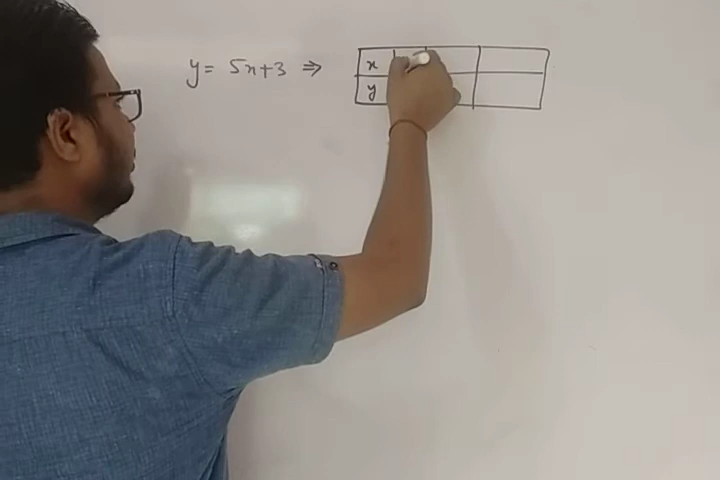 y = 5x+3 ⇒
x
y